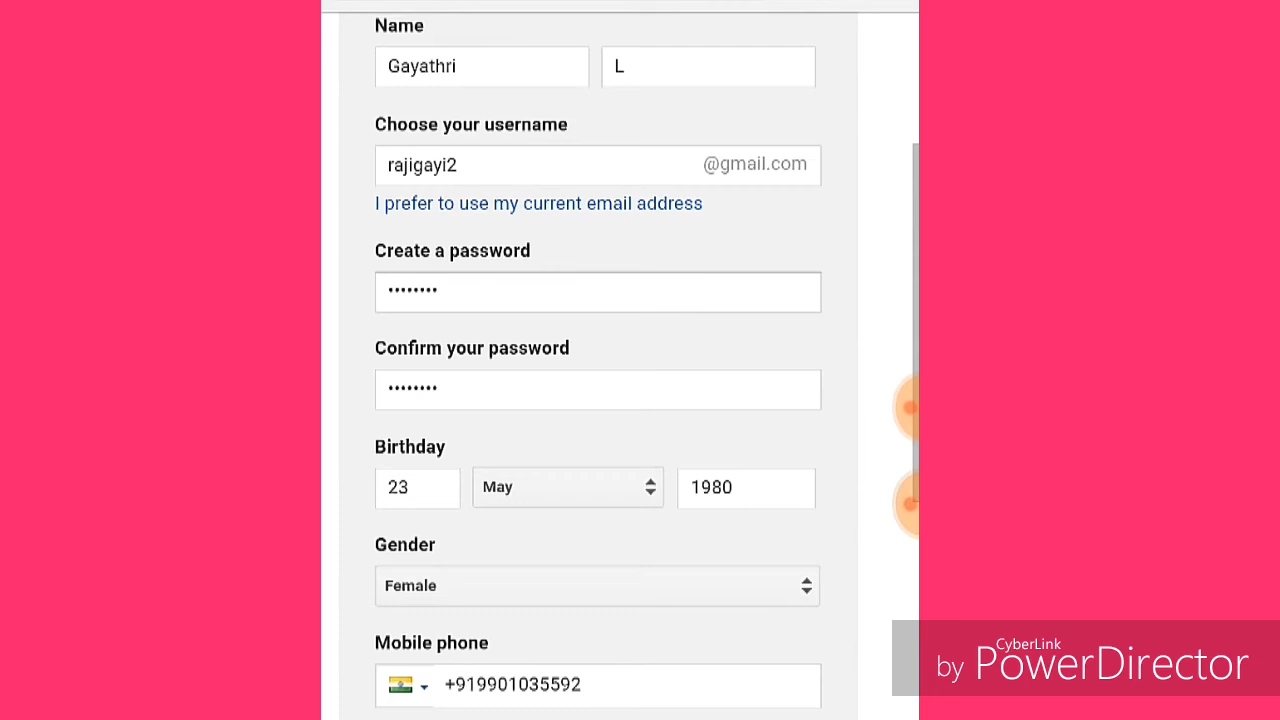 Name
Gayathri L
Choose your username
rajigayi2 @gmail.com
I prefer to use my current email address
Create a password
••••••••
Confirm your password
••••••••
Birthday
23 May 1980
Gender
Female
Mobile phone
+919901035592
CyberLink
by PowerDirector